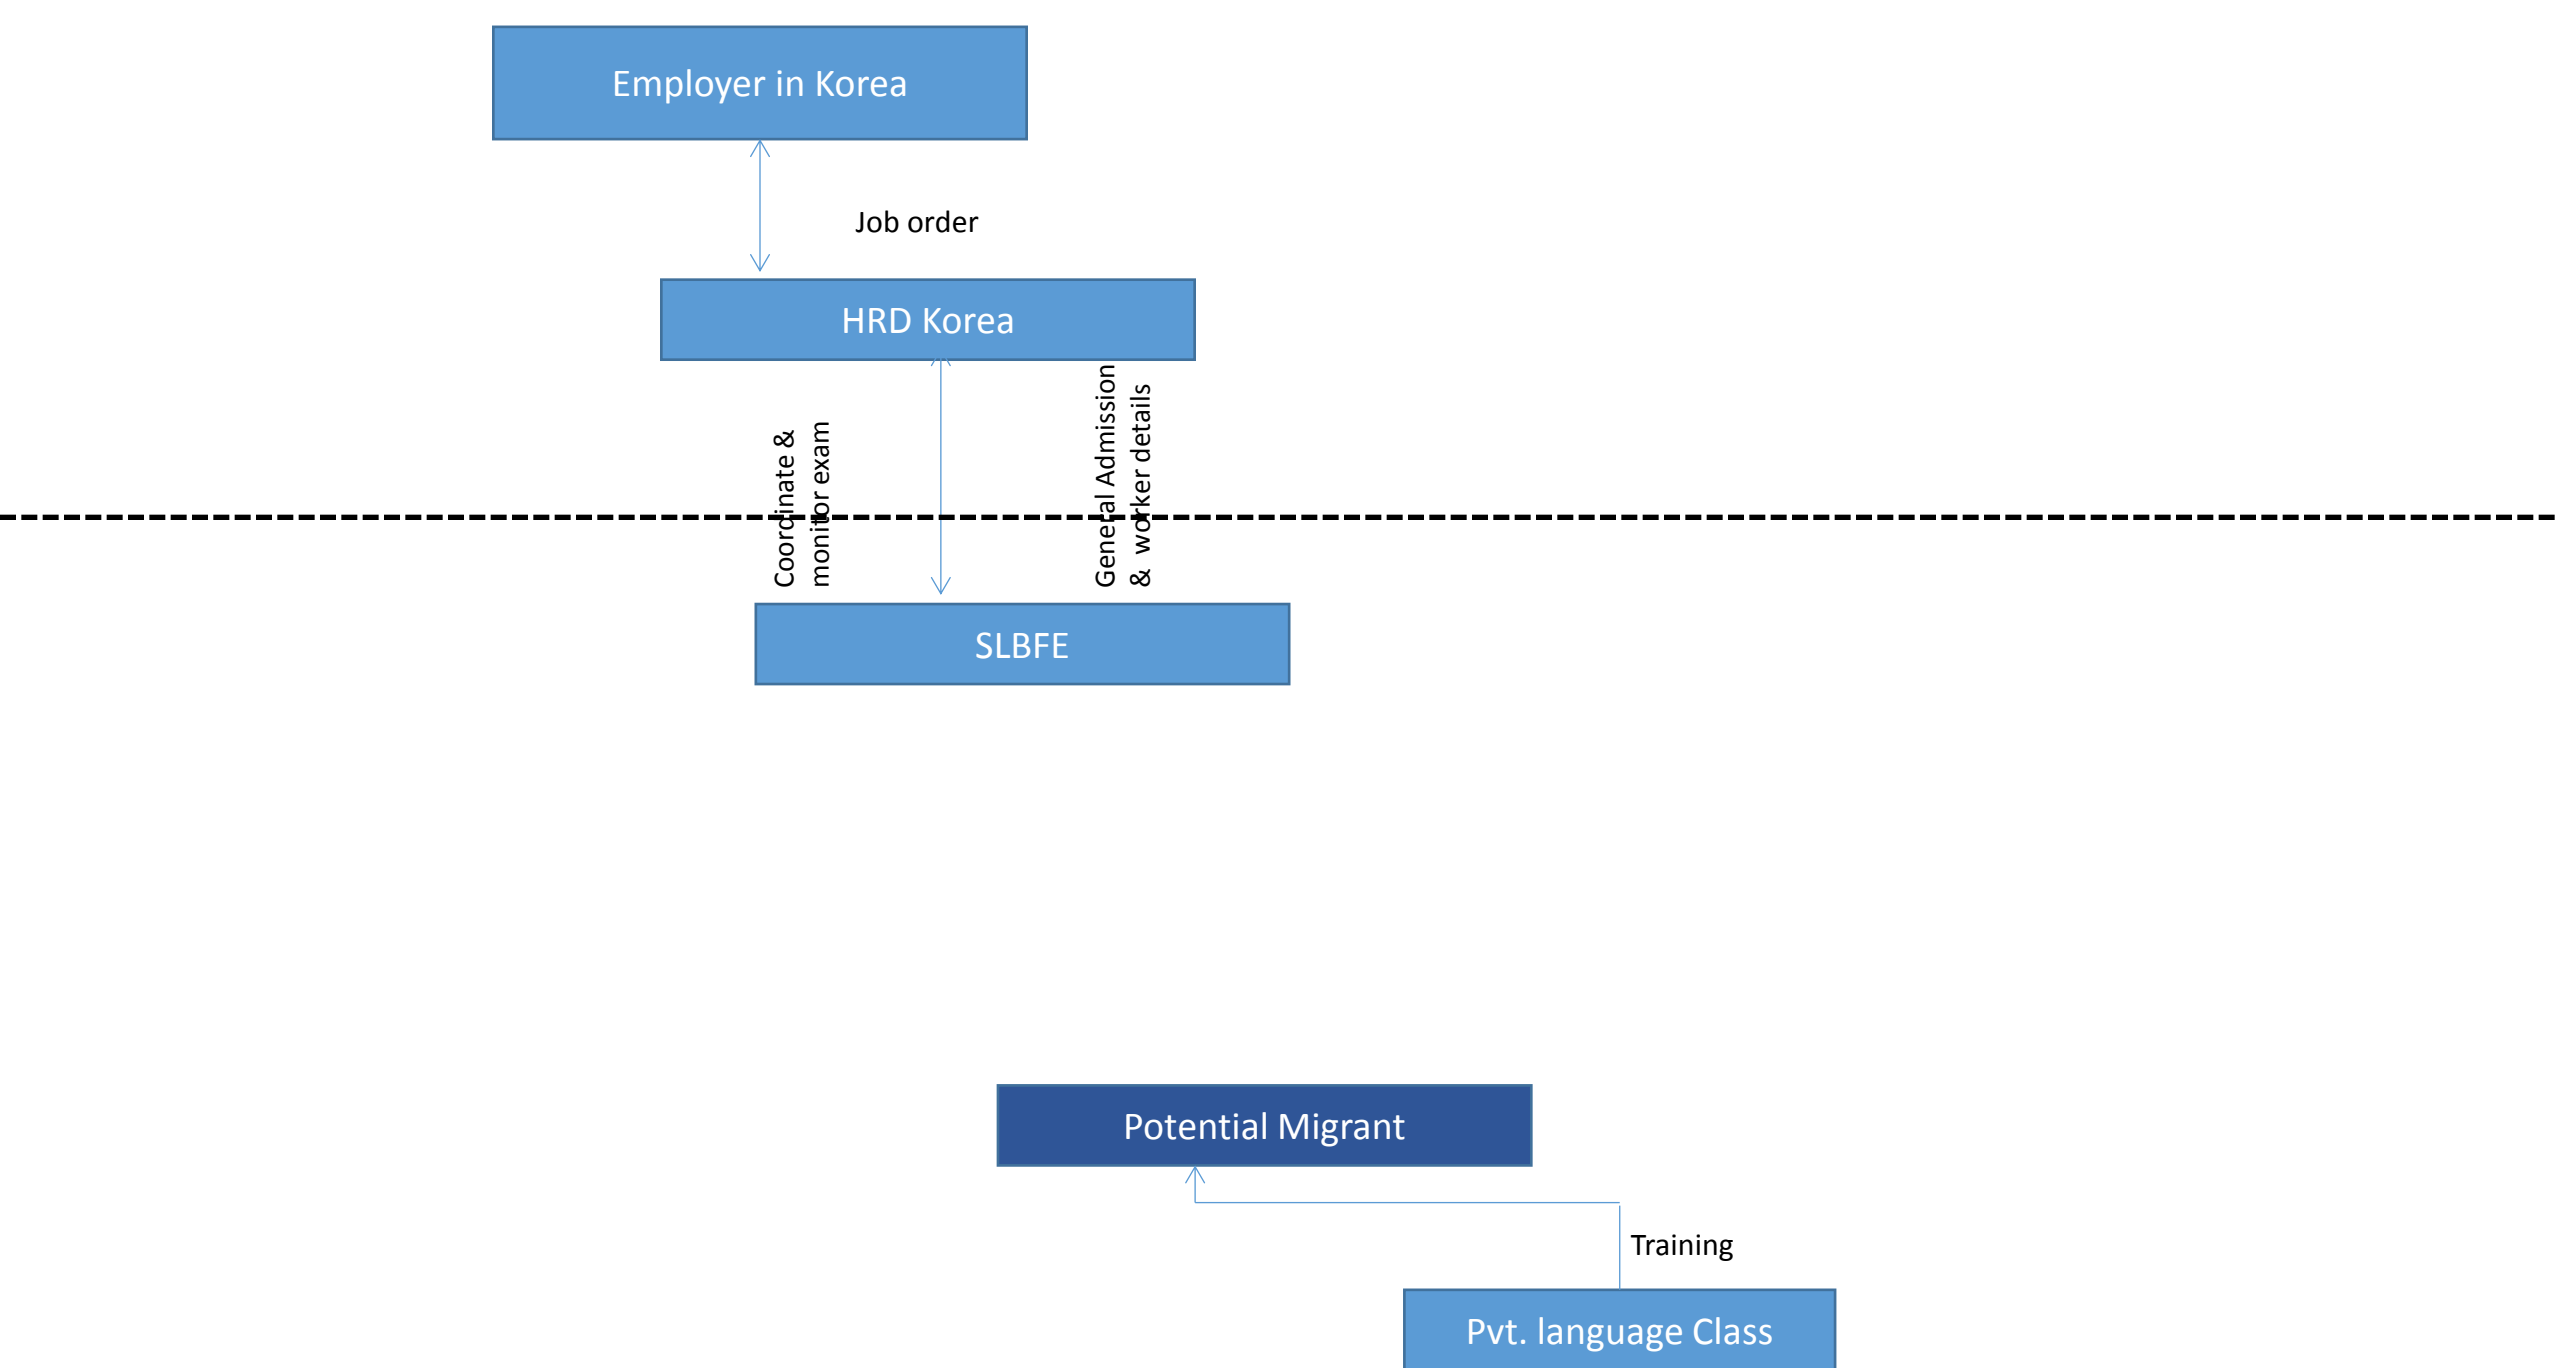 Employer in Korea
Job order
HRD Korea
Coordinate &
monitor exam
General Admission
& worker details
SLBFE
Potential Migrant
Training
Pvt. language Class